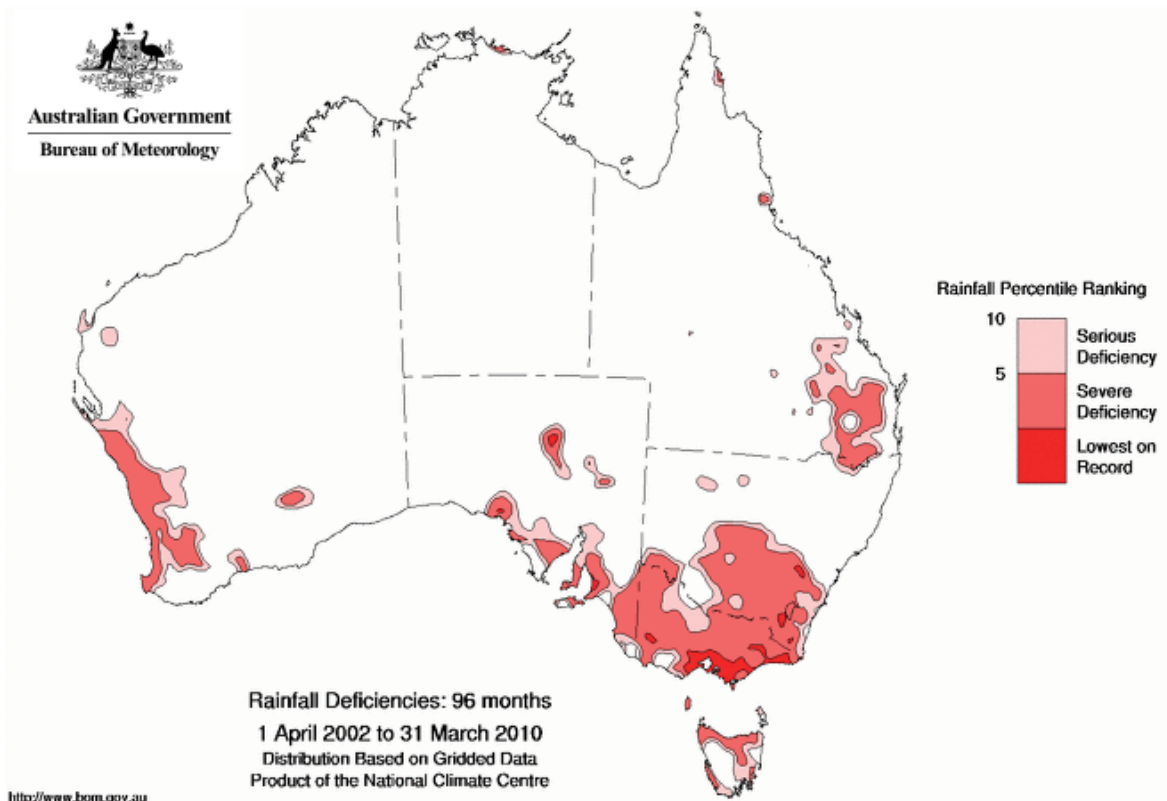 Australian Government
Bureau of Meteorology
Rainfall Percentile Ranking
10
Serious
Deficiency
5
Severe
Deficiency
Lowest on
Record
Rainfall Deficiencies: 96 months
1 April 2002 to 31 March 2010
Distribution Based on Gridded Data
Product of the National Climate Centre
http://www.bom.gov.au